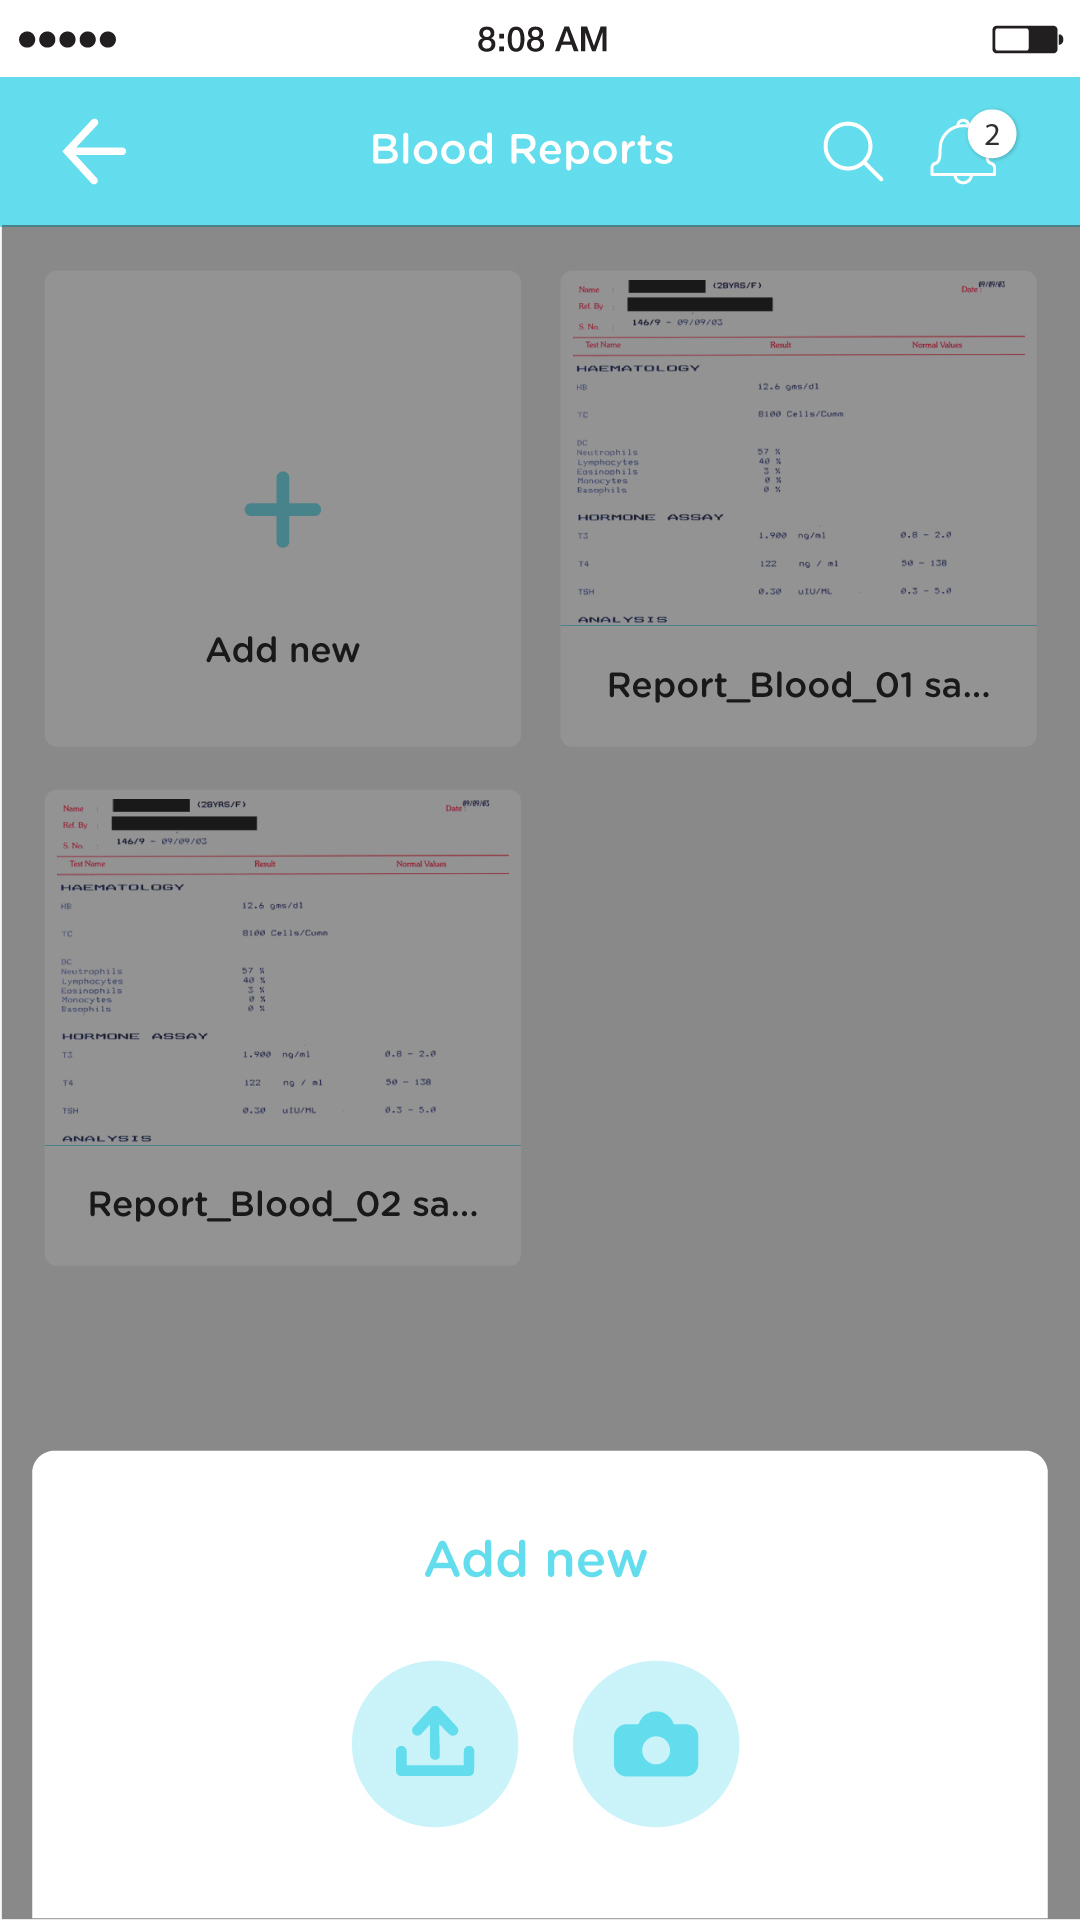 8:08 AM
Blood Reports
2
Add new
Name : (28YRS/F) Date : 09/09/03
Ref. By :
S. No. : 146/9 - 09/09/03
Test Name Result Normal Values
HAEMATOLOGY
HB 12.6 gms/dl
TC 8100 Cells/Cumm
DC
Neutrophils 57 %
Lymphocytes 40 %
Eosinophils 3 %
Monocytes 0 %
Basophils 0 %
HORMONE ASSAY
T3 1.900 ng/ml 0.8 - 2.0
T4 122 ng / ml 50 - 138
TSH 0.30 uIU/ML 0.3 - 5.0
ANALYSIS
Report_Blood_01 sa...
Name : (28YRS/F) Date : 09/09/03
Ref. By :
S. No. : 146/9 - 09/09/03
Test Name Result Normal Values
HAEMATOLOGY
HB 12.6 gms/dl
TC 8100 Cells/Cumm
DC
Neutrophils 57 %
Lymphocytes 40 %
Eosinophils 3 %
Monocytes 0 %
Basophils 0 %
HORMONE ASSAY
T3 1.900 ng/ml 0.8 - 2.0
T4 122 ng / ml 50 - 138
TSH 0.30 uIU/ML 0.3 - 5.0
ANALYSIS
Report_Blood_02 sa...
Add new